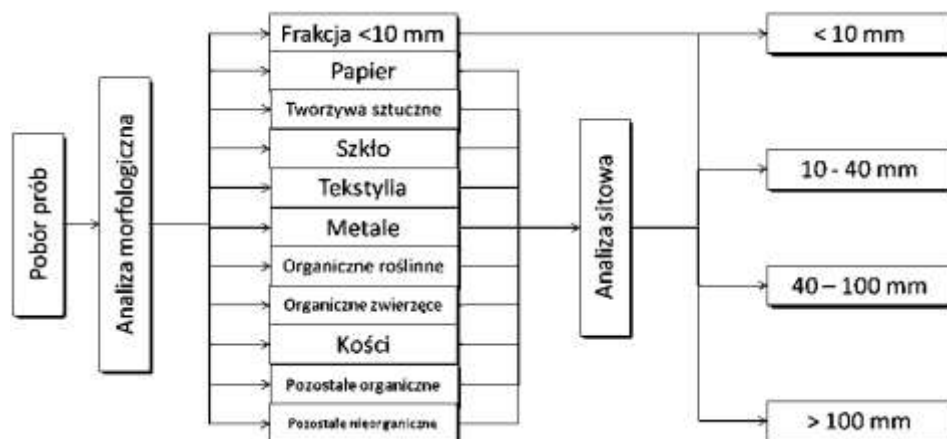 Pobór prób
Analiza morfologiczna
Frakcja <10 mm
Papier
Tworzywa sztuczne
Szkło
Tekstylia
Metale
Organiczne roślinne
Organiczne zwierzęce
Kości
Pozostałe organiczne
Pozostałe nieorganiczne
Analiza sitowa
< 10 mm
10 - 40 mm
40 – 100 mm
> 100 mm